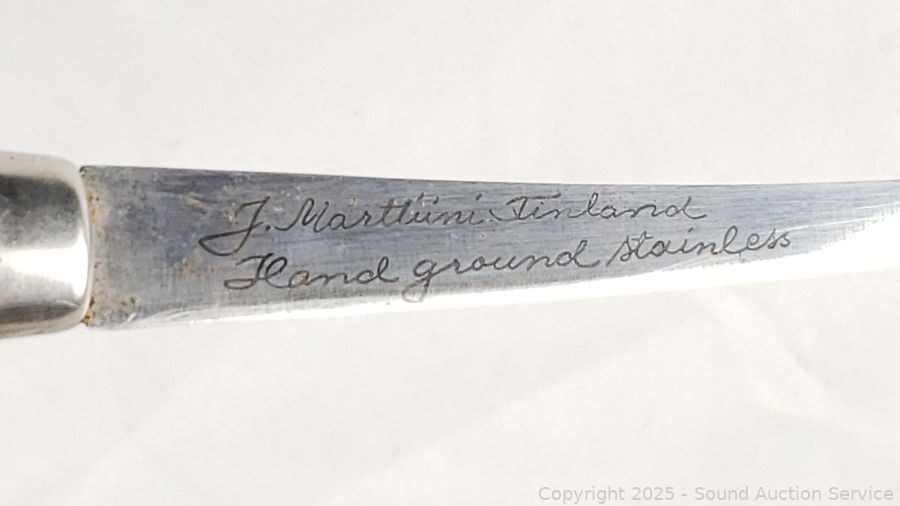 J. Marttiini Finland
Hand ground stainless
Copyright 2025 - Sound Auction Service